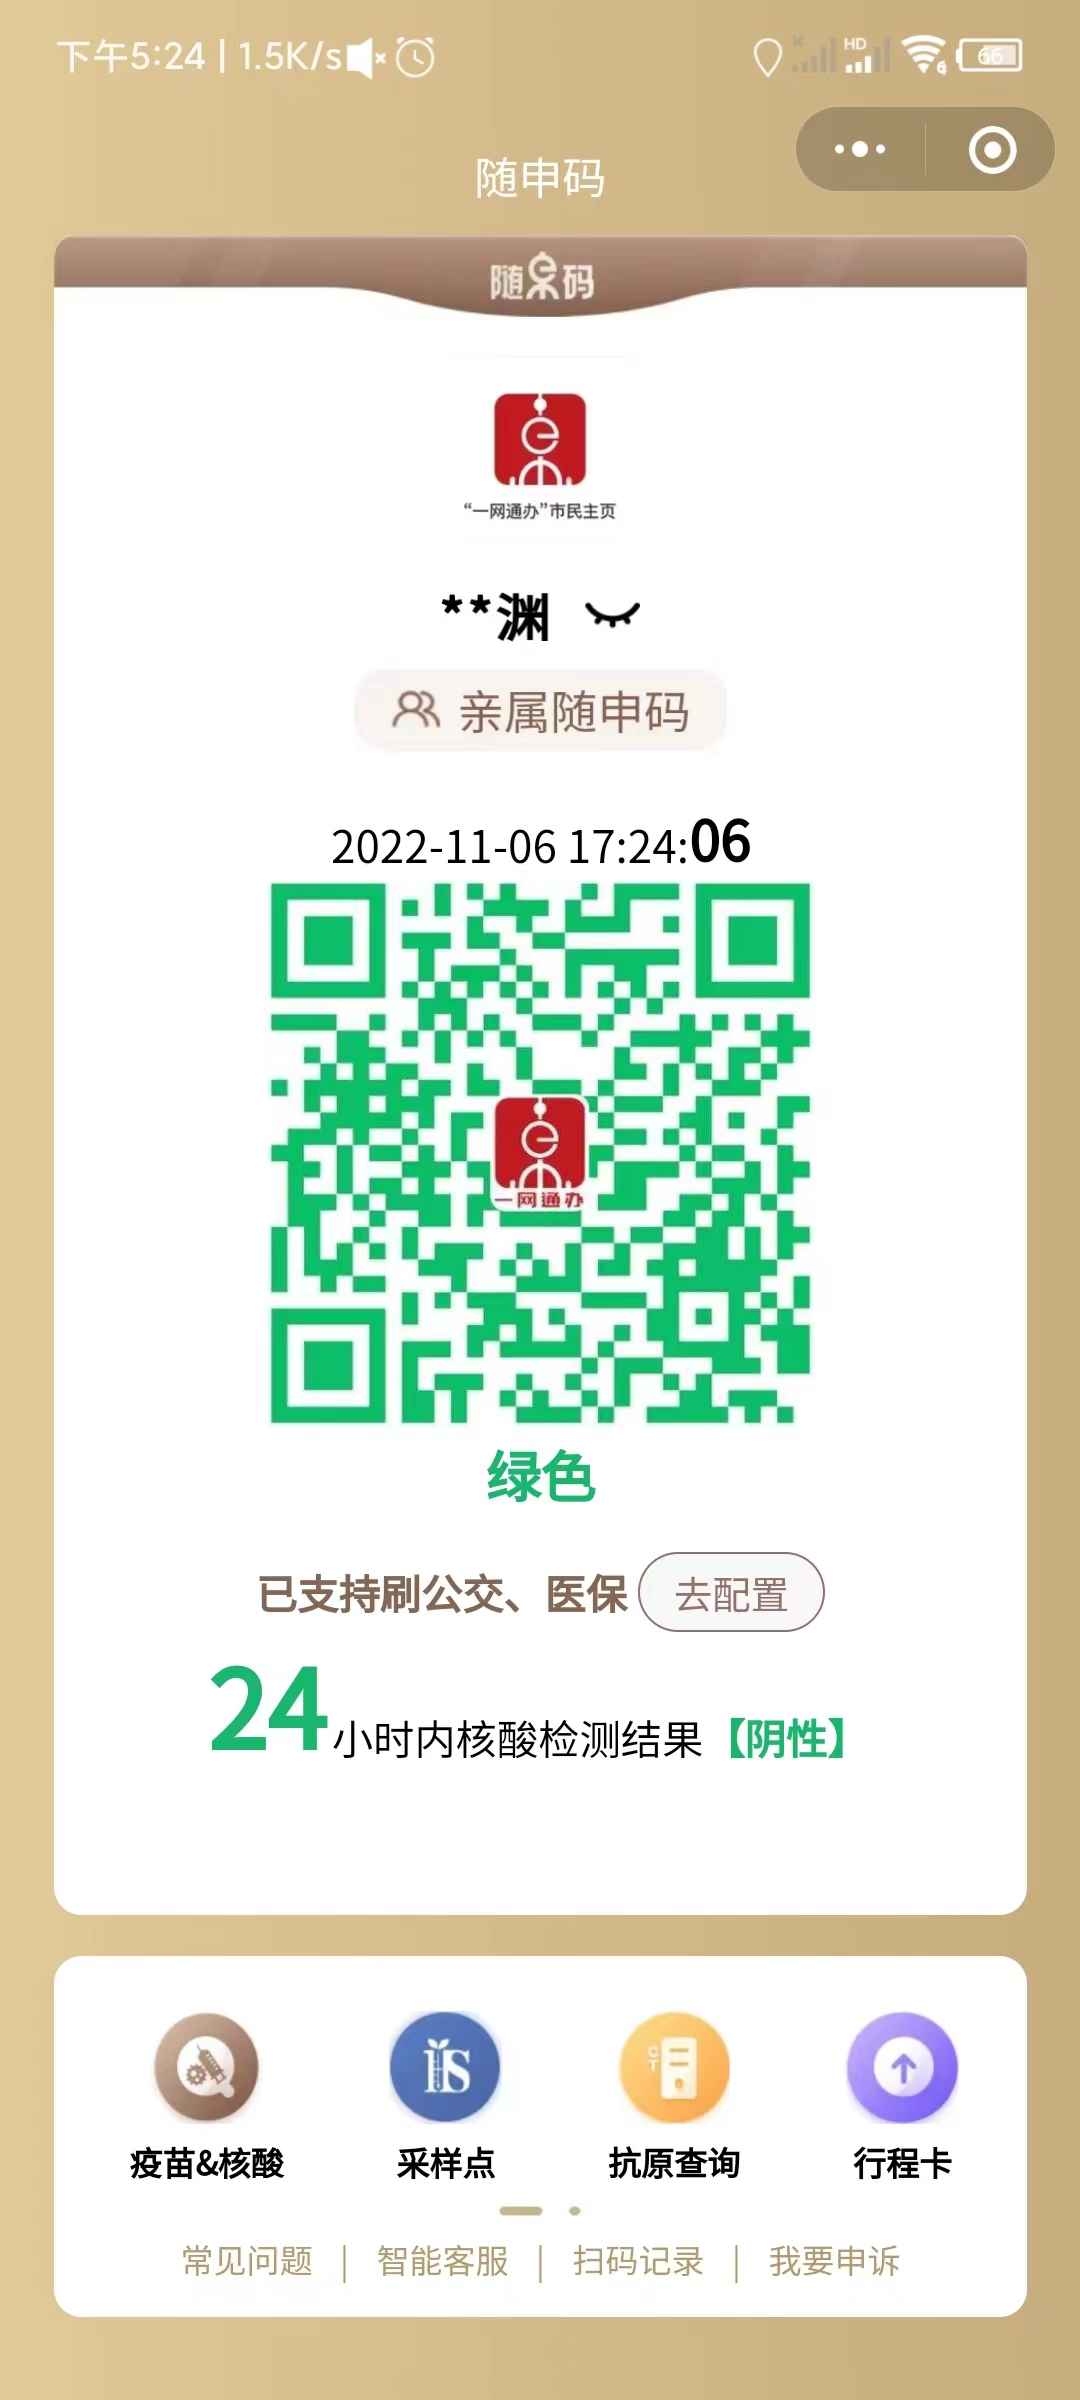 下午5:24 | 1.5K/s
HD
6
66
随申码
随申码
“一网通办”市民主页
**渊
亲属随申码
2022-11-06 17:24:06
一网通办
绿色
已支持刷公交、医保 去配置
24小时内核酸检测结果【阴性】
CT
疫苗&核酸 采样点 抗原查询 行程卡
常见问题 | 智能客服 | 扫码记录 | 我要申诉